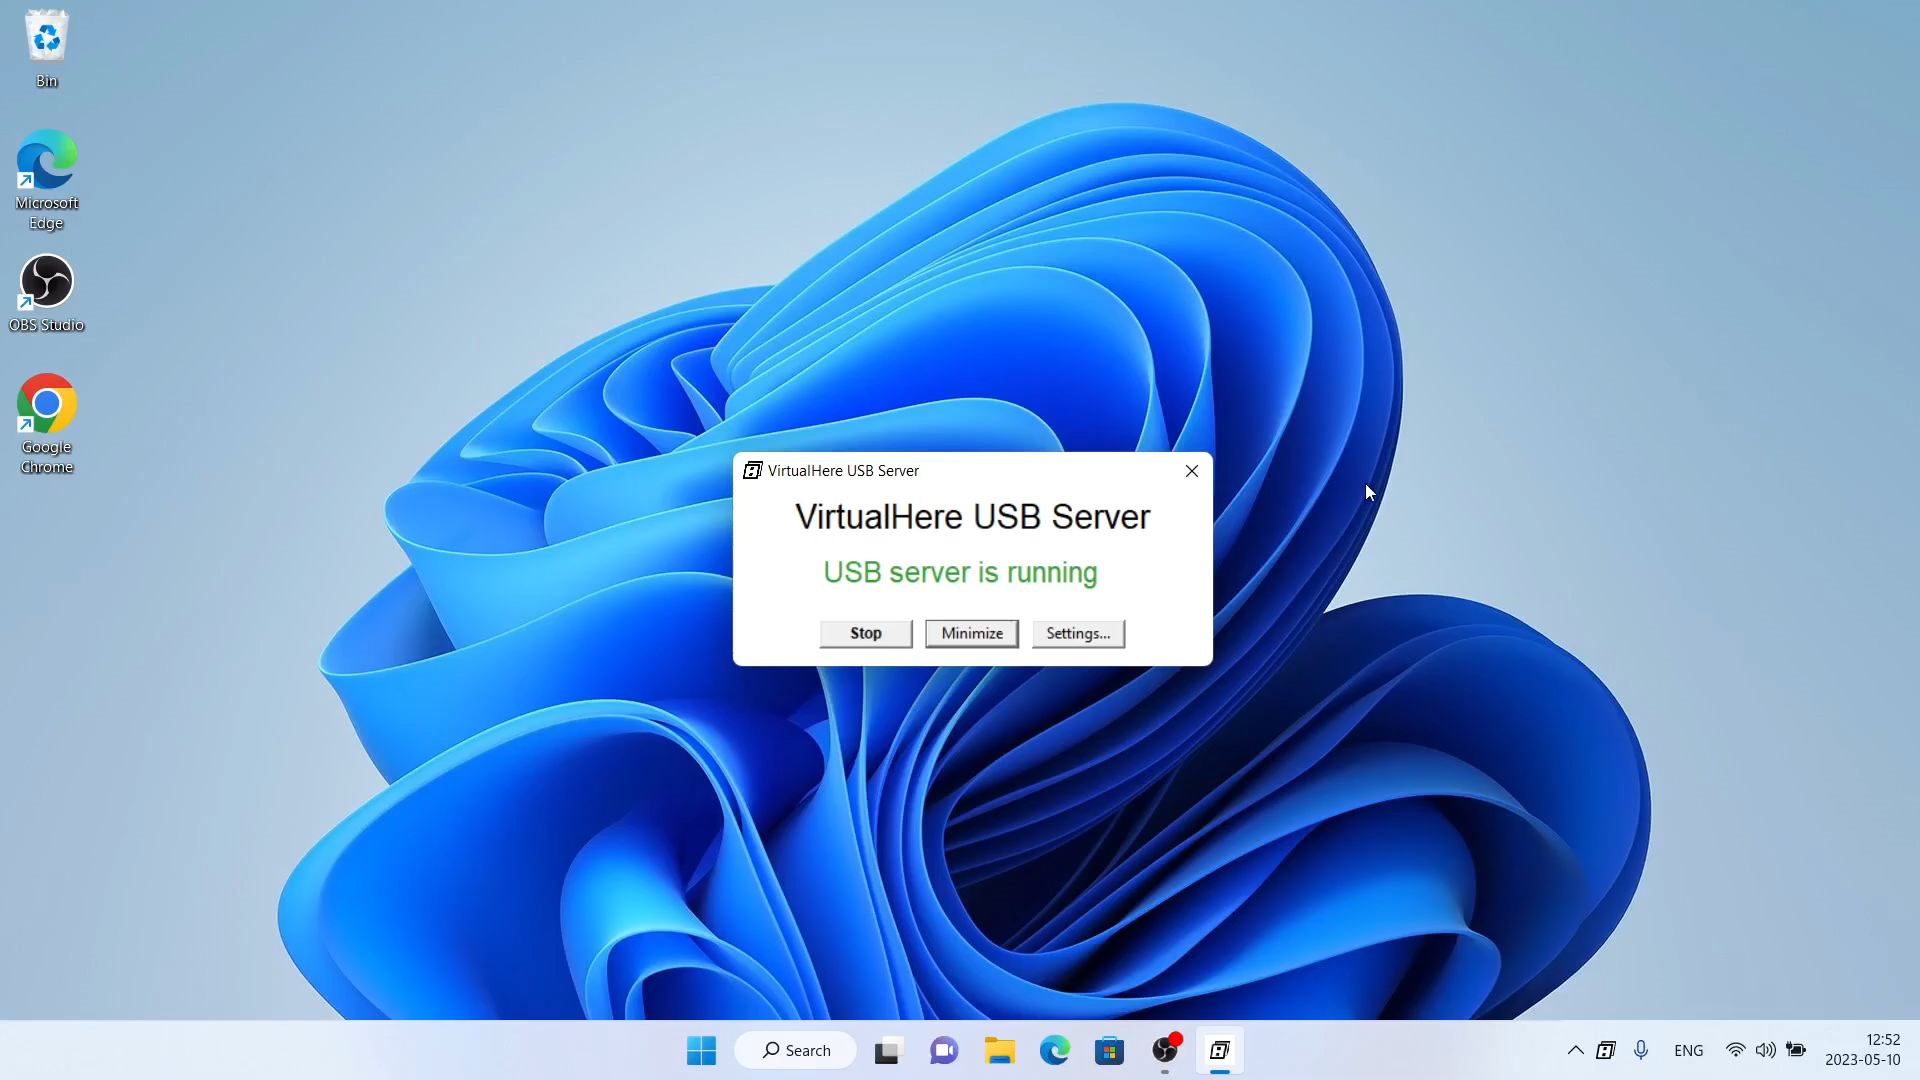 Bin
Microsoft
Edge
OBS Studio
Google
Chrome
VirtualHere USB Server
VirtualHere USB Server
USB server is running
Stop
Minimize
Settings...
Search
ENG
12:52
2023-05-10